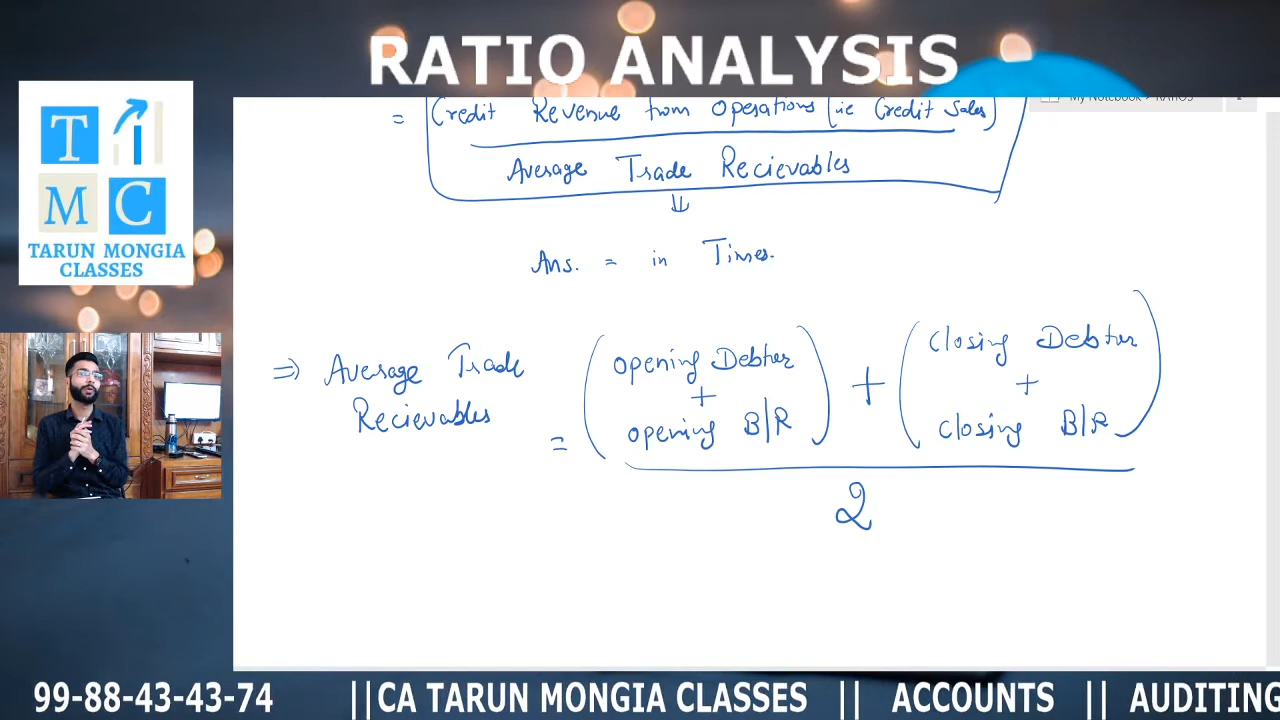 RATIO ANALYSIS
T
M C
TARUN MONGIA
CLASSES
= Credit Revenue from Operations (ie Credit Sales)
Average Trade Recievables
Ans. = in Times.
⇒ Average Trade Recievables = (opening Debtor + opening B/R) + (closing Debtor + closing B/R)
2
99-88-43-43-74 ||CA TARUN MONGIA CLASSES || ACCOUNTS || AUDITING